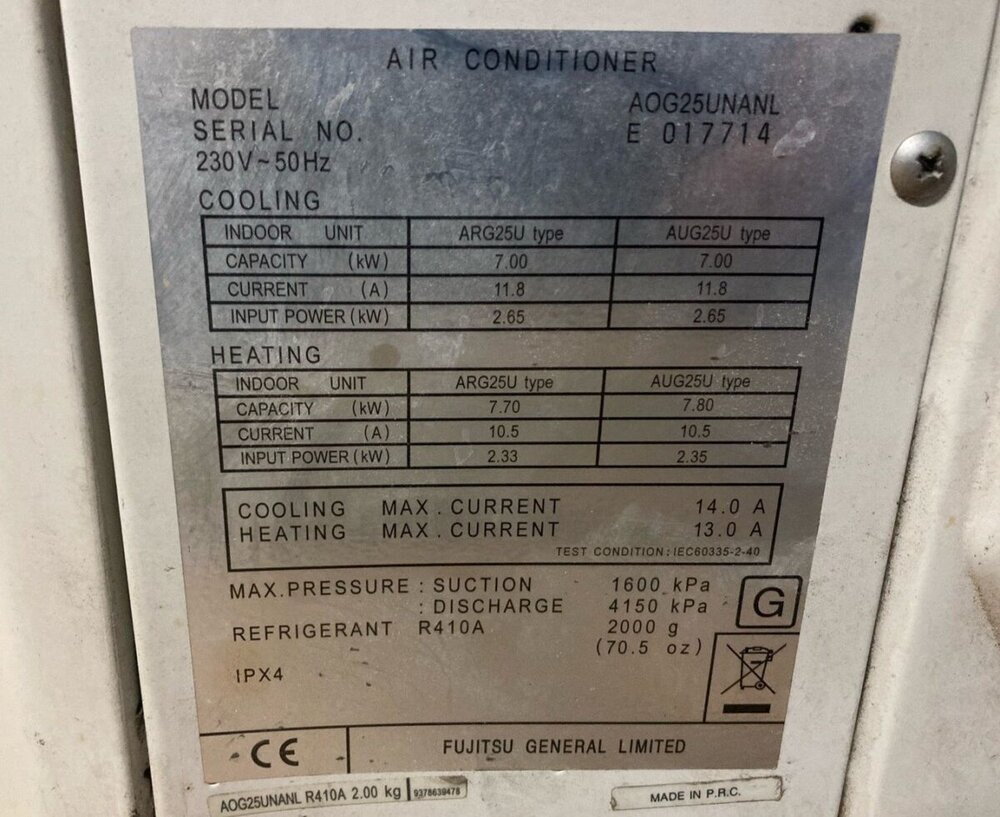 AIR CONDITIONER
MODEL AOG25UNANL
SERIAL NO. E 017714
230V~50Hz
COOLING
INDOOR UNIT ARG25U type AUG25U type
CAPACITY (kW) 7.00 7.00
CURRENT (A) 11.8 11.8
INPUT POWER (kW) 2.65 2.65
HEATING
INDOOR UNIT ARG25U type AUG25U type
CAPACITY (kW) 7.70 7.80
CURRENT (A) 10.5 10.5
INPUT POWER (kW) 2.33 2.35
COOLING MAX. CURRENT 14.0 A
HEATING MAX. CURRENT 13.0 A
TEST CONDITION: IEC60335-2-40
MAX. PRESSURE : SUCTION 1600 kPa
: DISCHARGE 4150 kPa
G
REFRIGERANT R410A 2000 g
(70.5 oz)
IPX4
CE FUJITSU GENERAL LIMITED
AOG25UNANL R410A 2.00 kg 9378639478 MADE IN P.R.C.